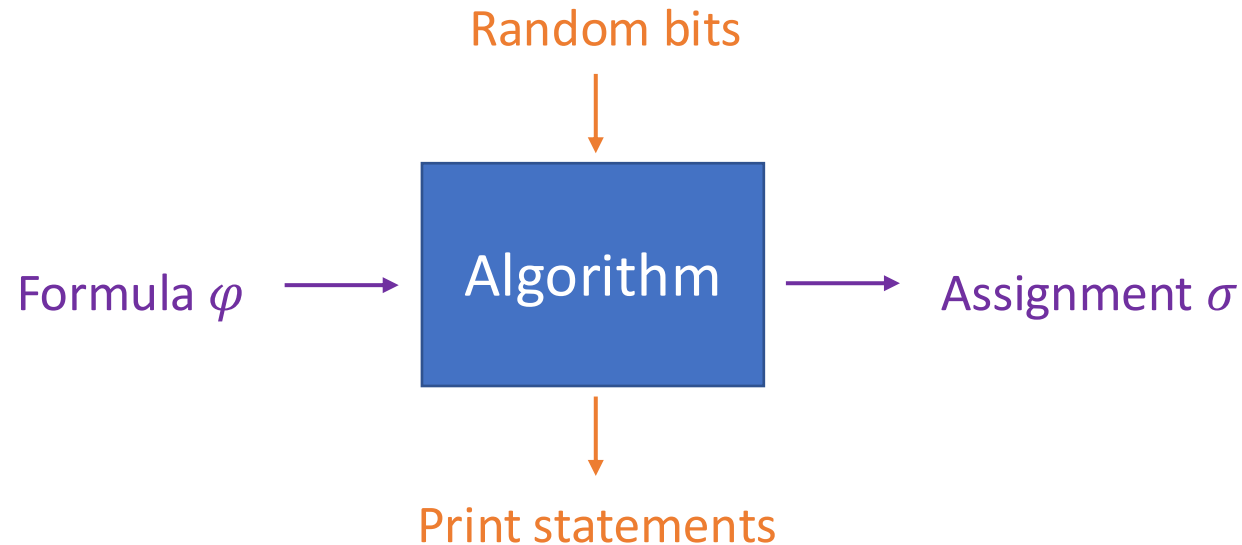 Random bits
Formula φ
Algorithm
Assignment σ
Print statements